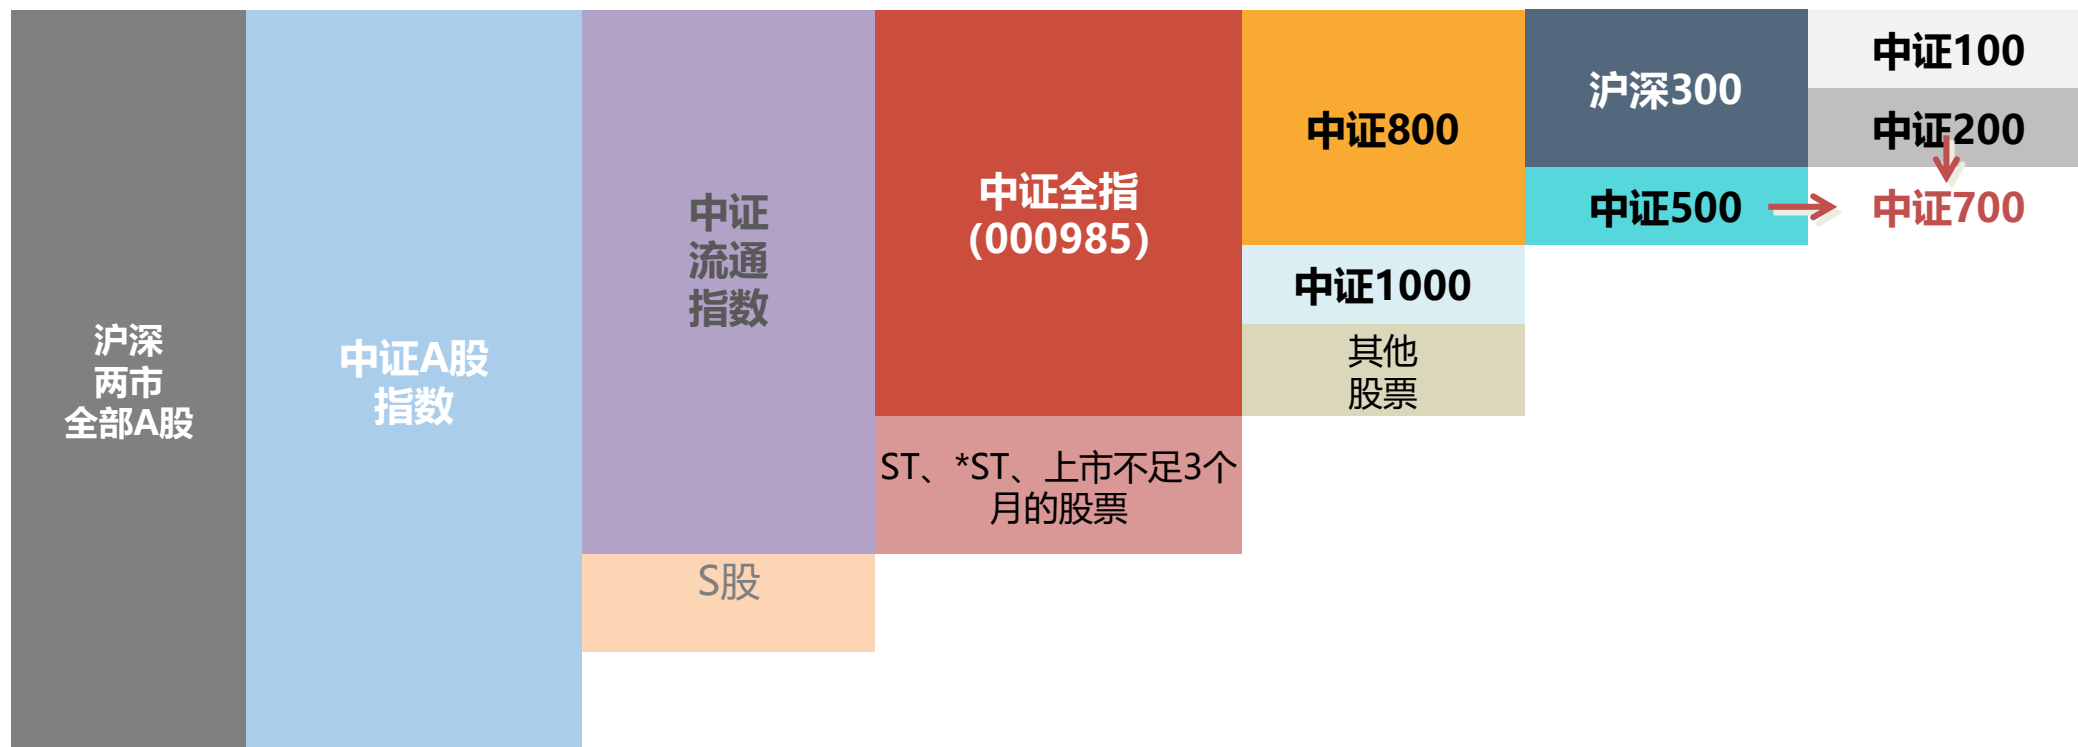 沪深
两市
全部A股
中证A股
指数
中证
流通
指数
S股
中证全指
(000985)
ST、*ST、上市不足3个
月的股票
中证800
中证1000
其他
股票
沪深300
中证500
中证100
中证200
中证700